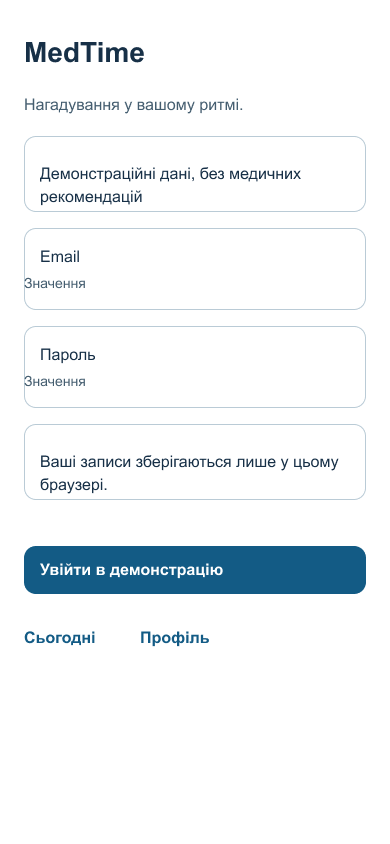 MedTime
Нагадування у вашому ритмі.
Демонстраційні дані, без медичних
рекомендацій
Email
Значення
Пароль
Значення
Ваші записи зберігаються лише у цьому
браузері.
Увійти в демонстрацію
Сьогодні Профіль